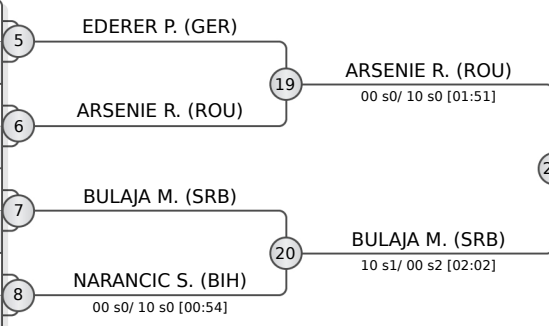 EDERER P. (GER)
5
ARSENIE R. (ROU)
19
00 s0/ 10 s0 [01:51]
ARSENIE R. (ROU)
6
BULAJA M. (SRB)
7
BULAJA M. (SRB)
20
10 s1/ 00 s2 [02:02]
NARANCIC S. (BIH)
8
00 s0/ 10 s0 [00:54]